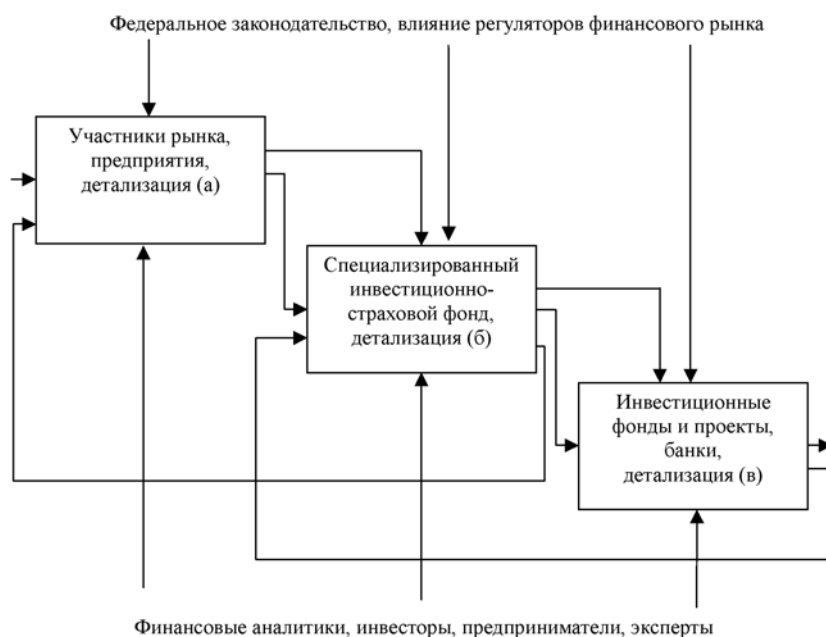 Федеральное законодательство, влияние регуляторов финансового рынка
Участники рынка,
предприятия,
детализация (а)
Специализированный
инвестиционно-
страховой фонд,
детализация (б)
Инвестиционные
фонды и проекты,
банки,
детализация (в)
Финансовые аналитики, инвесторы, предприниматели, эксперты